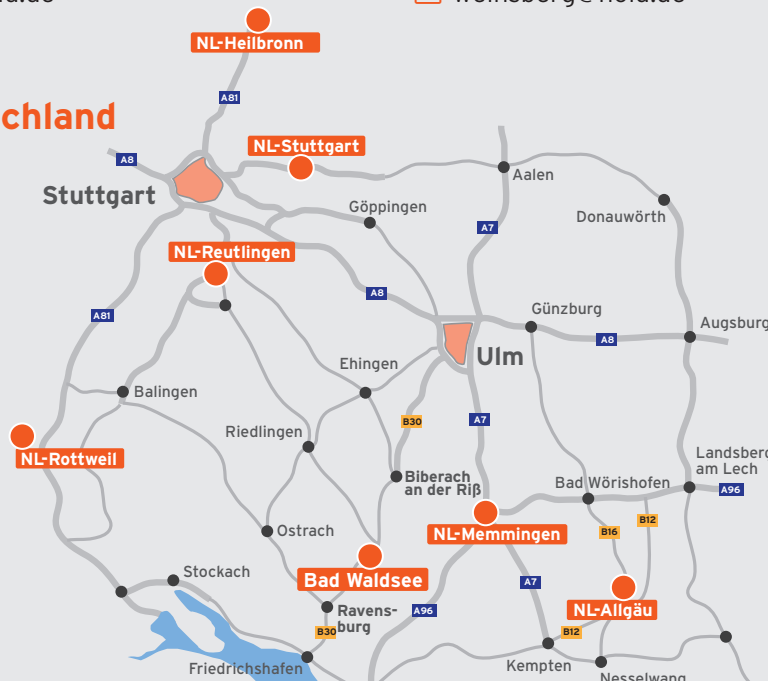 NL-Heilbronn
A81
chland
A8
NL-Stuttgart
Aalen
Stuttgart
Göppingen
Donauwörth
A7
NL-Reutlingen
A8
A81
Günzburg
Augsburg
A8
Ulm
Ehingen
Balingen
B30
A7
Riedlingen
NL-Rottweil
Landsberg
am Lech
Biberach
an der Riß
Bad Wörishofen
A96
B12
B16
Ostrach
NL-Memmingen
Stockach
Bad Waldsee
A7
NL-Allgäu
Ravens-
burg
A96
B30
B12
Friedrichshafen
Kempten
Nesselwang